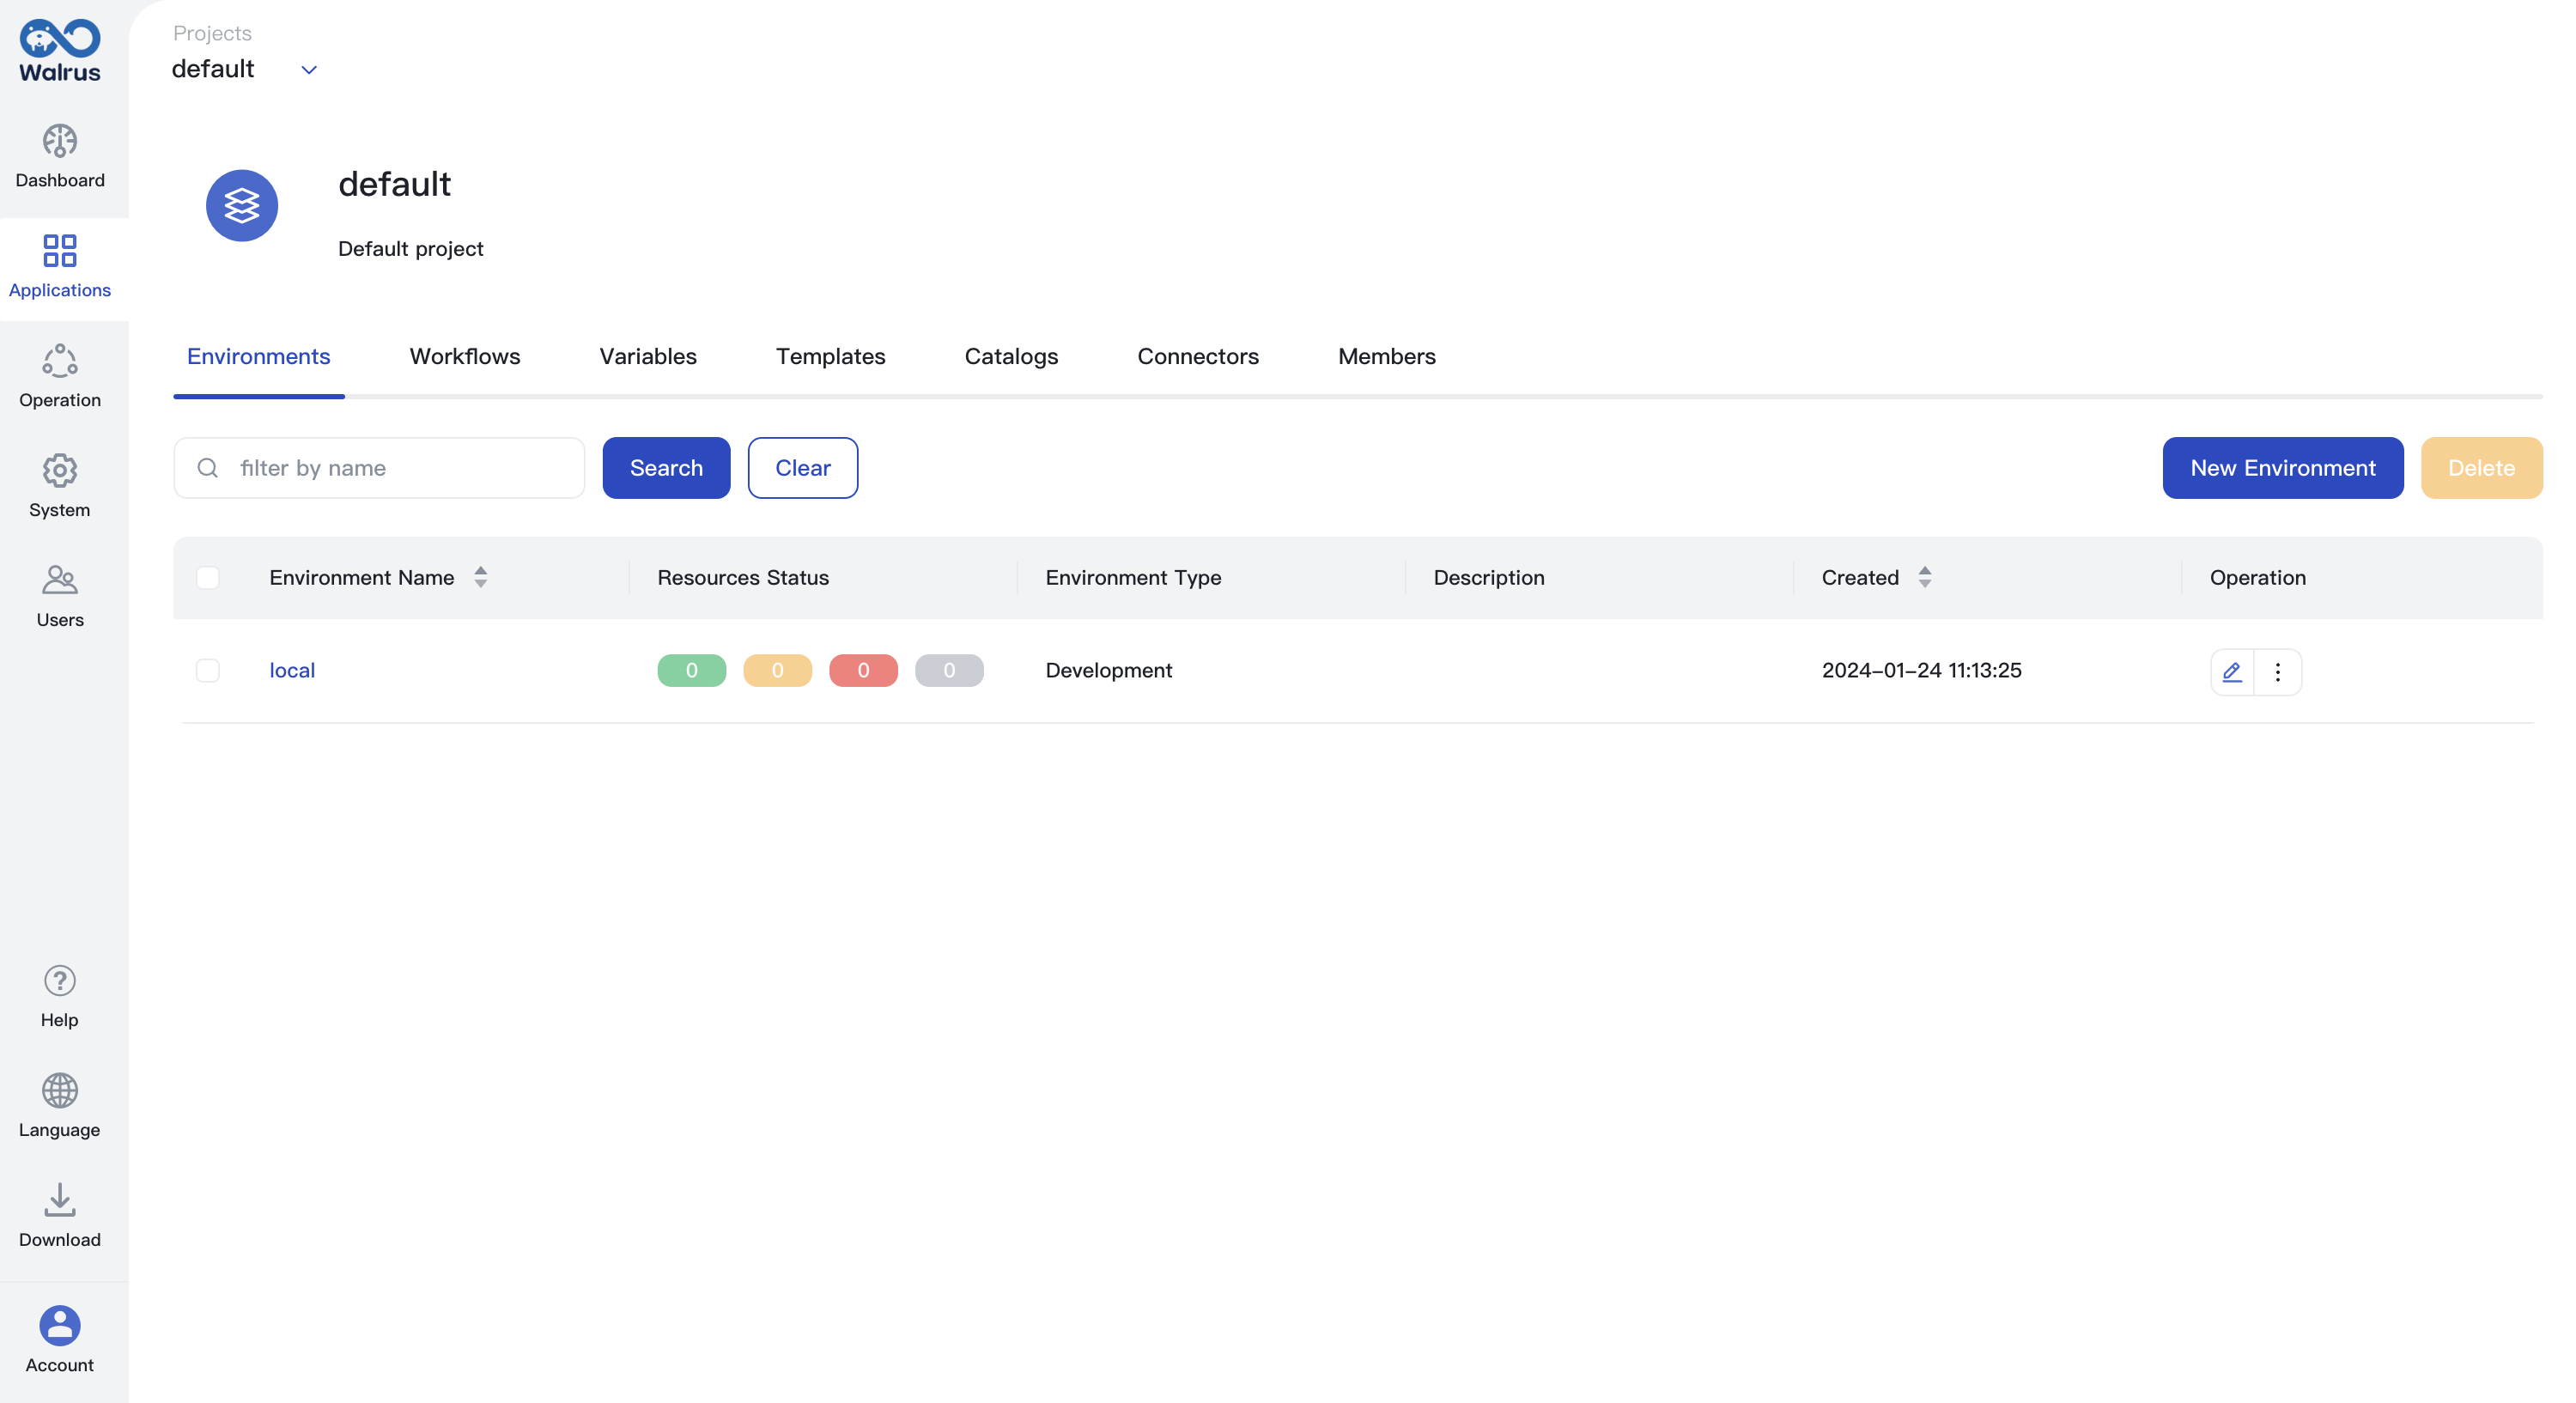 Walrus
Dashboard
Applications
Operation
System
Users
Help
Language
Download
Account
Projects
default
default
Default project
Environments Workflows Variables Templates Catalogs Connectors Members
filter by name Search Clear New Environment Delete
Environment Name Resources Status Environment Type Description Created Operation
local 0 0 0 0 Development 2024-01-24 11:13:25